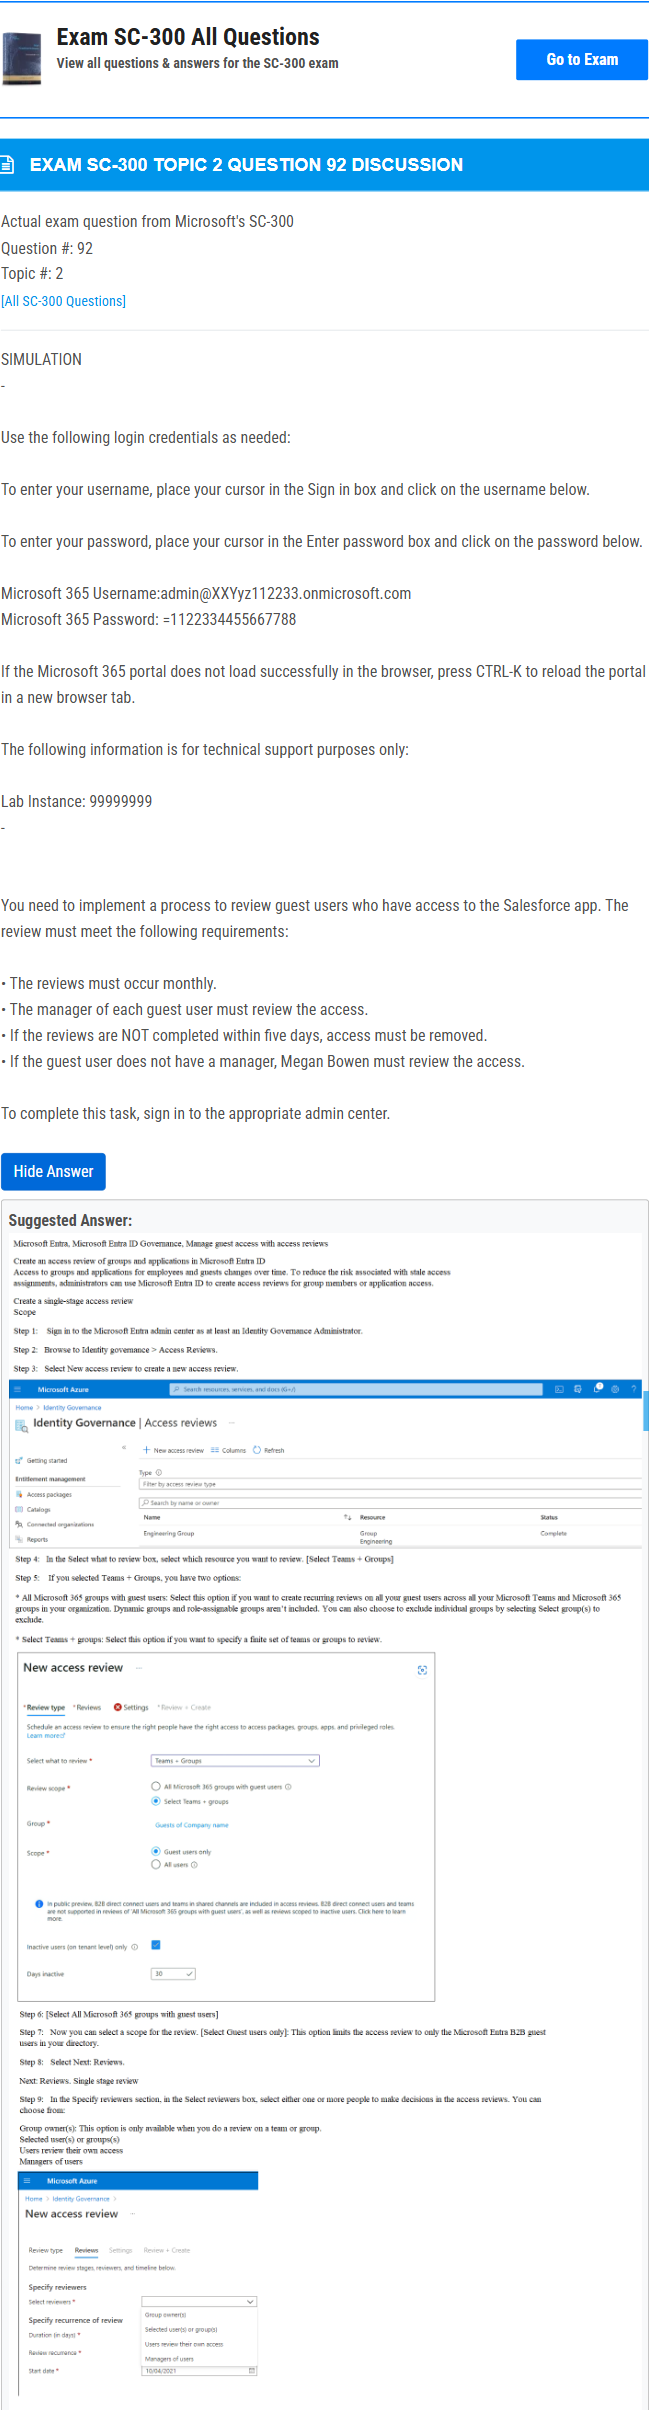 Exam SC-300 All Questions
View all questions & answers for the SC-300 exam
Go to Exam
EXAM SC-300 TOPIC 2 QUESTION 92 DISCUSSION
Actual exam question from Microsoft's SC-300
Question #: 92
Topic #: 2
[All SC-300 Questions]
SIMULATION
-
Use the following login credentials as needed:
To enter your username, place your cursor in the Sign in box and click on the username below.
To enter your password, place your cursor in the Enter password box and click on the password below.
Microsoft 365 Username:admin@XXYyz112233.onmicrosoft.com
Microsoft 365 Password: =1122334455667788
If the Microsoft 365 portal does not load successfully in the browser, press CTRL-K to reload the portal
in a new browser tab.
The following information is for technical support purposes only:
Lab Instance: 99999999
-
You need to implement a process to review guest users who have access to the Salesforce app. The
review must meet the following requirements:
• The reviews must occur monthly.
• The manager of each guest user must review the access.
• If the reviews are NOT completed within five days, access must be removed.
• If the guest user does not have a manager, Megan Bowen must review the access.
To complete this task, sign in to the appropriate admin center.
Hide Answer
Suggested Answer:
Microsoft Entra, Microsoft Entra ID Governance, Manage guest access with access reviews
Create an access review of groups and applications in Microsoft Entra ID
Access to groups and applications for employees and guests changes over time. To reduce the risk associated with stale access
assignments, administrators can use Microsoft Entra ID to create access reviews for group members or application access.
Create a single-stage access review
Scope
Step 1: Sign in to the Microsoft Entra admin center as at least an Identity Governance Administrator.
Step 2: Browse to Identity governance > Access Reviews.
Step 3: Select New access review to create a new access review.
Microsoft Azure
Search resources, services, and docs (G+/)
Home > Identity Governance
Identity Governance | Access reviews ...
« + New access review Columns Refresh
Getting started
Type
Entitlement management
Filter by access review type
Access packages
Search by name or owner
Catalogs
Name Resource Status
Connected organizations
Engineering Group Group Complete
Reports
Engineering
Step 4: In the Select what to review box, select which resource you want to review. [Select Teams + Groups]
Step 5: If you selected Teams + Groups, you have two options:
* All Microsoft 365 groups with guest users: Select this option if you want to create recurring reviews on all your guest users across all your Microsoft Teams and Microsoft 365
groups in your organization. Dynamic groups and role-assignable groups aren't included. You can also choose to exclude individual groups by selecting Select group(s) to
exclude.
* Select Teams + groups: Select this option if you want to specify a finite set of teams or groups to review.
New access review ...
*Review type *Reviews Settings *Review + Create
Schedule an access review to ensure the right people have the right access to access packages, groups, apps, and privileged roles.
Learn more
Select what to review * Teams + Groups
Review scope * All Microsoft 365 groups with guest users
Select Teams + groups
Group * Guests of Company name
Scope * Guest users only
All users
In public preview, B2B direct connect users and teams in shared channels are included in access reviews. B2B direct connect users and teams
are not supported in reviews of 'All Microsoft 365 groups with guest users', as well as reviews scoped to inactive users. Click here to learn
more.
Inactive users (on tenant level) only
Days inactive 30
Step 6: [Select All Microsoft 365 groups with guest users]
Step 7: Now you can select a scope for the review. [Select Guest users only]: This option limits the access review to only the Microsoft Entra B2B guest
users in your directory.
Step 8: Select Next: Reviews.
Next: Reviews. Single stage review
Step 9: In the Specify reviewers section, in the Select reviewers box, select either one or more people to make decisions in the access reviews. You can
choose from:
Group owner(s): This option is only available when you do a review on a team or group.
Selected user(s) or groups(s)
Users review their own access
Managers of users
Microsoft Azure
Home > Identity Governance >
New access review ...
Review type Reviews Settings Review + Create
Determine review stages, reviewers, and timeline below.
Specify reviewers
Select reviewers *
Group owner(s)
Specify recurrence of review
Selected user(s) or group(s)
Duration (in days) *
Users review their own access
Review recurrence *
Managers of users
Start date * 10/04/2021